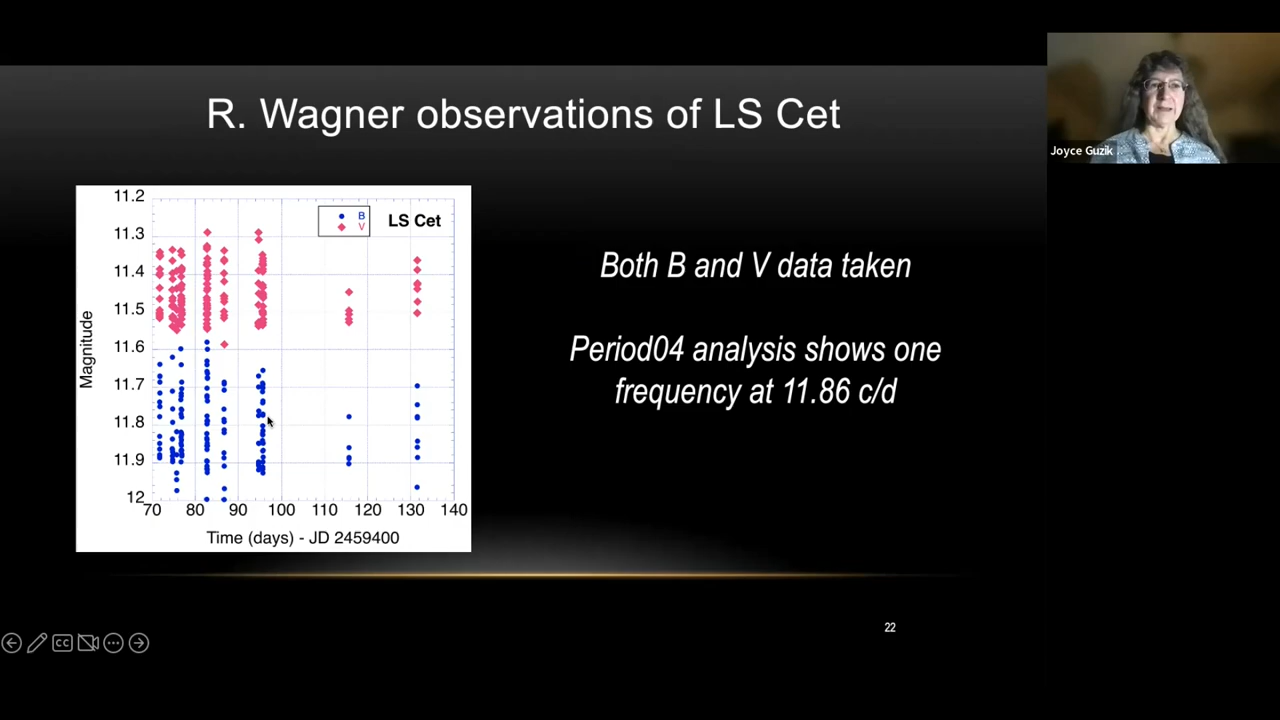 R. Wagner observations of LS Cet
Joyce Guzik
11.2
11.3
11.4
11.5
11.6
11.7
11.8
11.9
12
Magnitude
B
V
LS Cet
70 80 90 100 110 120 130 140
Time (days) - JD 2459400
Both B and V data taken
Period04 analysis shows one
frequency at 11.86 c/d
22
CC